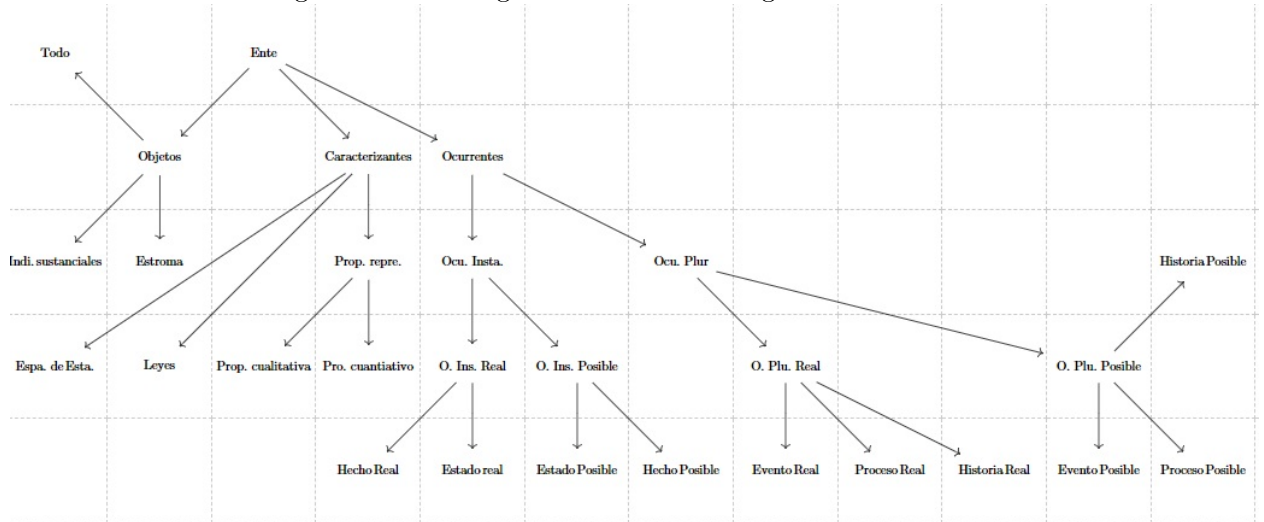 Todo
Ente
Objetos
Caracterizantes
Ocurrentes
Indi. sustanciales
Estroma
Prop. repre.
Ocu. Insta.
Ocu. Plur
Historia Posible
Espa. de Esta.
Leyes
Prop. cualitativa
Pro. cuantiativo
O. Ins. Real
O. Ins. Posible
O. Plu. Real
O. Plu. Posible
Hecho Real
Estado real
Estado Posible
Hecho Posible
Evento Real
Proceso Real
Historia Real
Evento Posible
Proceso Posible